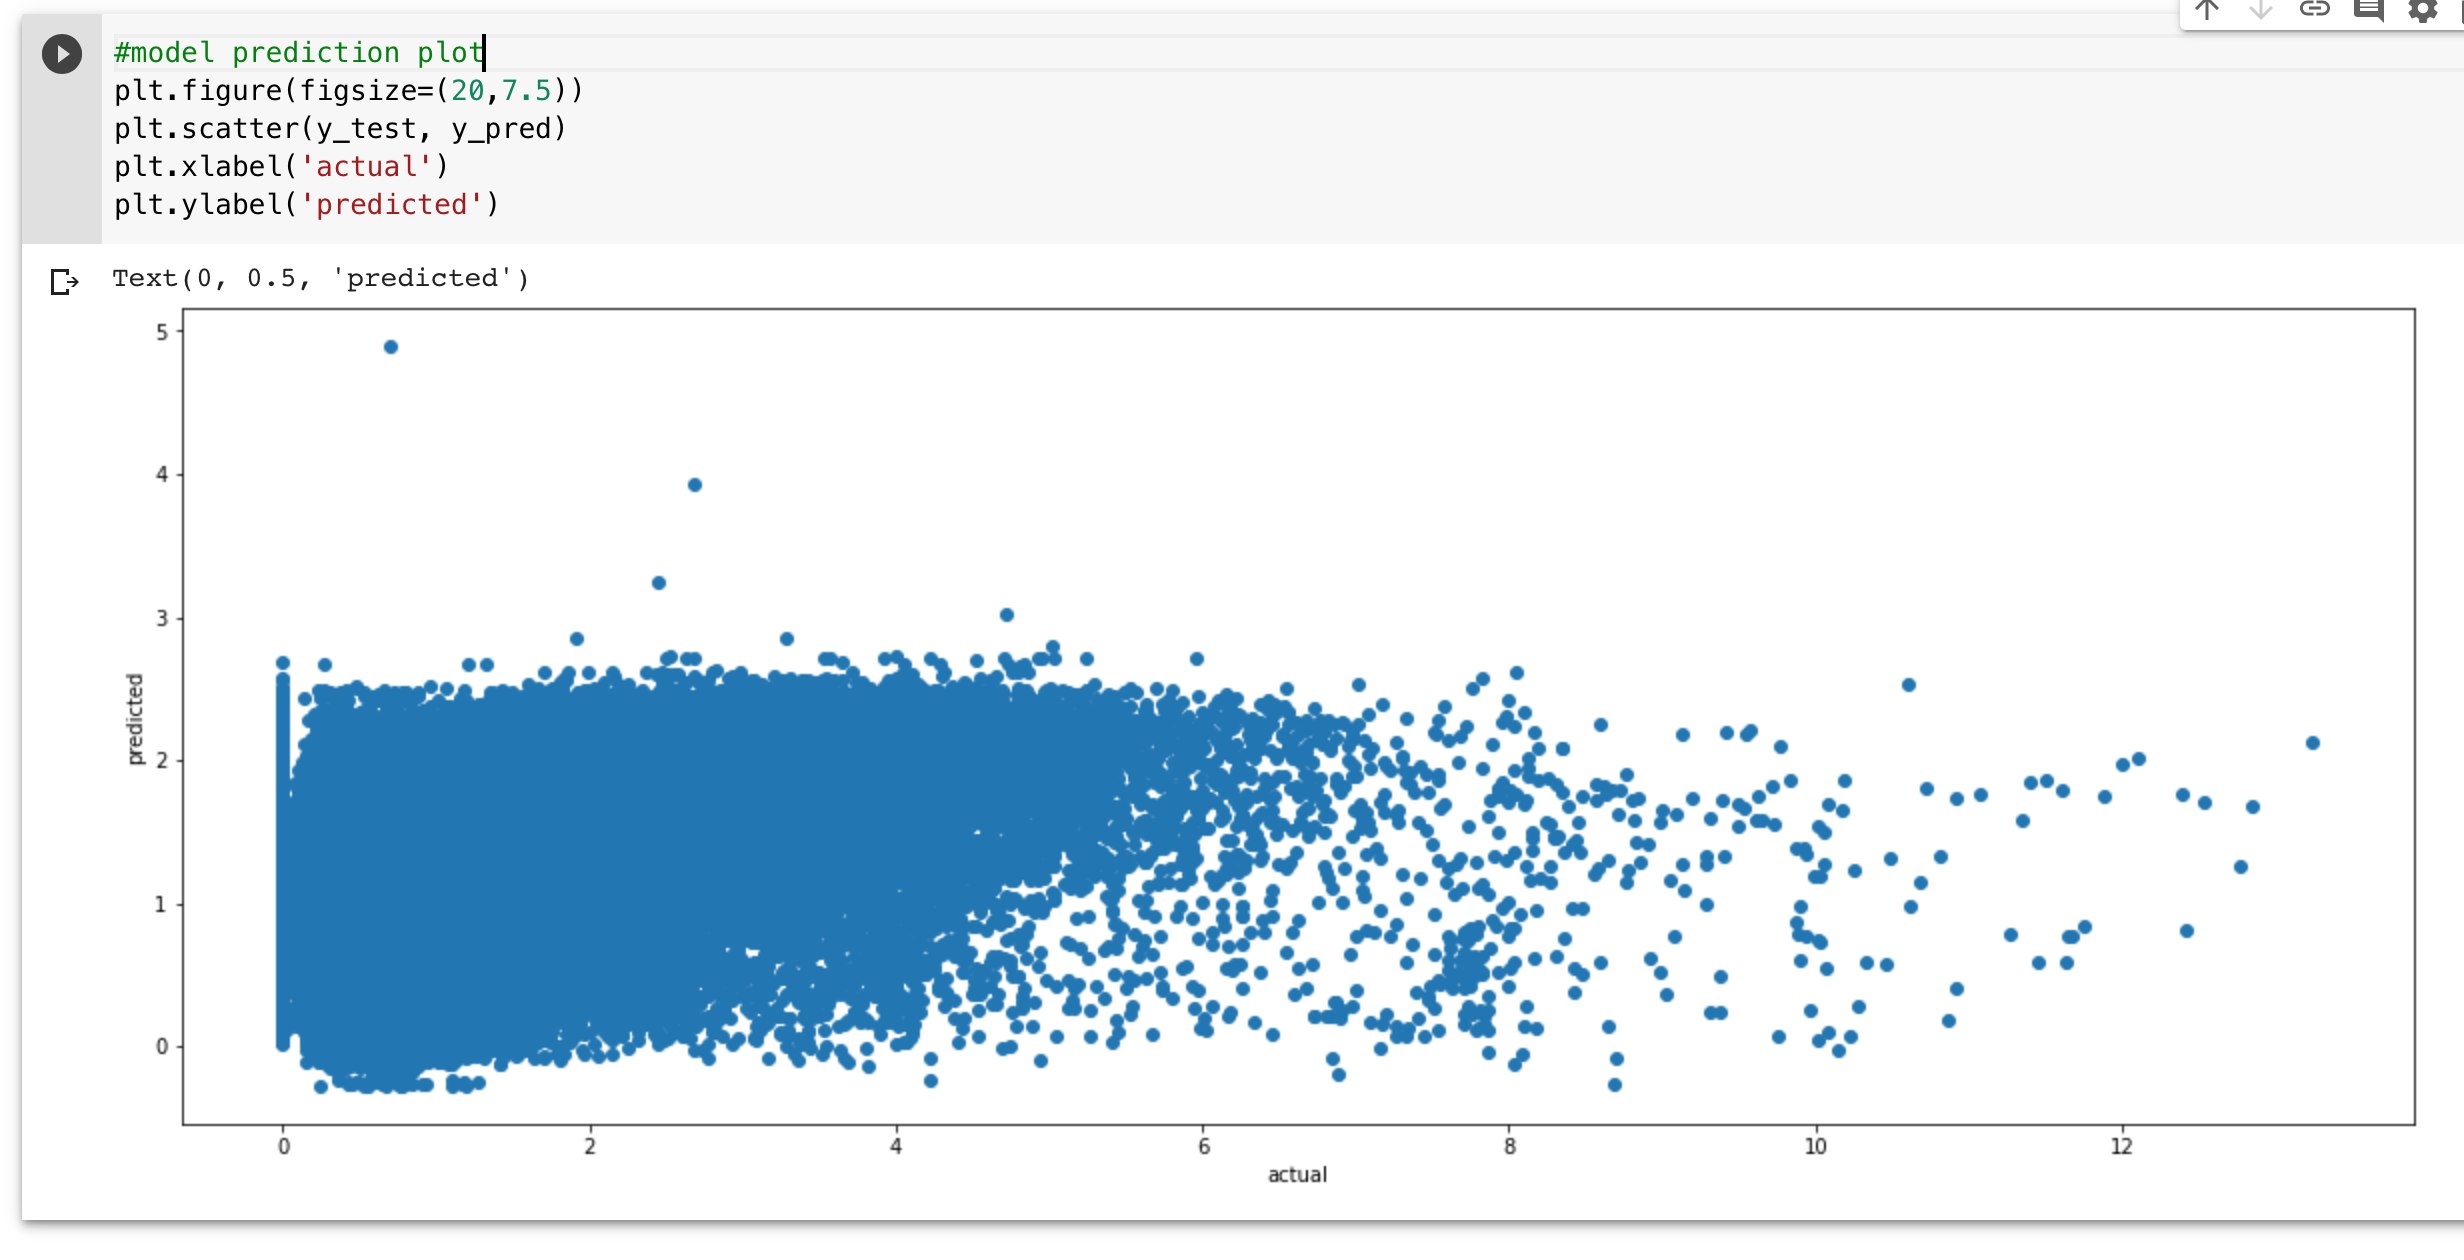 #model prediction plot
plt.figure(figsize=(20,7.5))
plt.scatter(y_test, y_pred)
plt.xlabel('actual')
plt.ylabel('predicted')
Text(0, 0.5, 'predicted')
5
4
3
2
1
0
predicted
0 2 4 6 8 10 12
actual